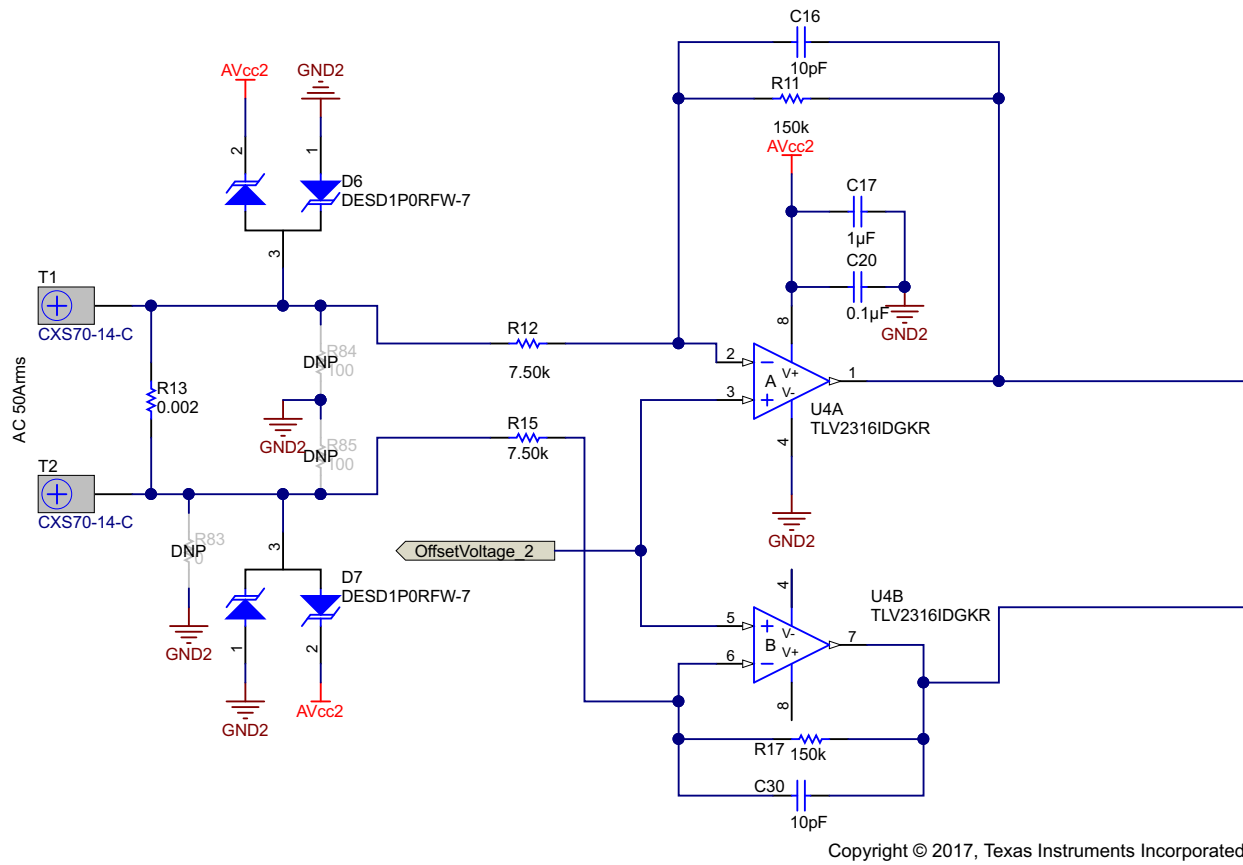 C16
10pF
R11
150k
AVcc2
GND2
2
1
D6
DESD1P0RFW-7
3
AVcc2
C17
1µF
C20
0.1µF
GND2
8
T1
CXS70-14-C
R12
7.50k
2
3
A
V+
V-
1
U4A
TLV2316IDGKR
4
GND2
R84
DNP
100
R13
0.002
GND2
AC 50Arms
R15
7.50k
R85
DNP
100
T2
CXS70-14-C
R83
DNP
0
GND2
3
OffsetVoltage_2
D7
DESD1P0RFW-7
1
2
GND2
AVcc2
4
U4B
TLV2316IDGKR
5
6
B
V-
V+
7
8
R17
150k
C30
10pF
Copyright © 2017, Texas Instruments Incorporated